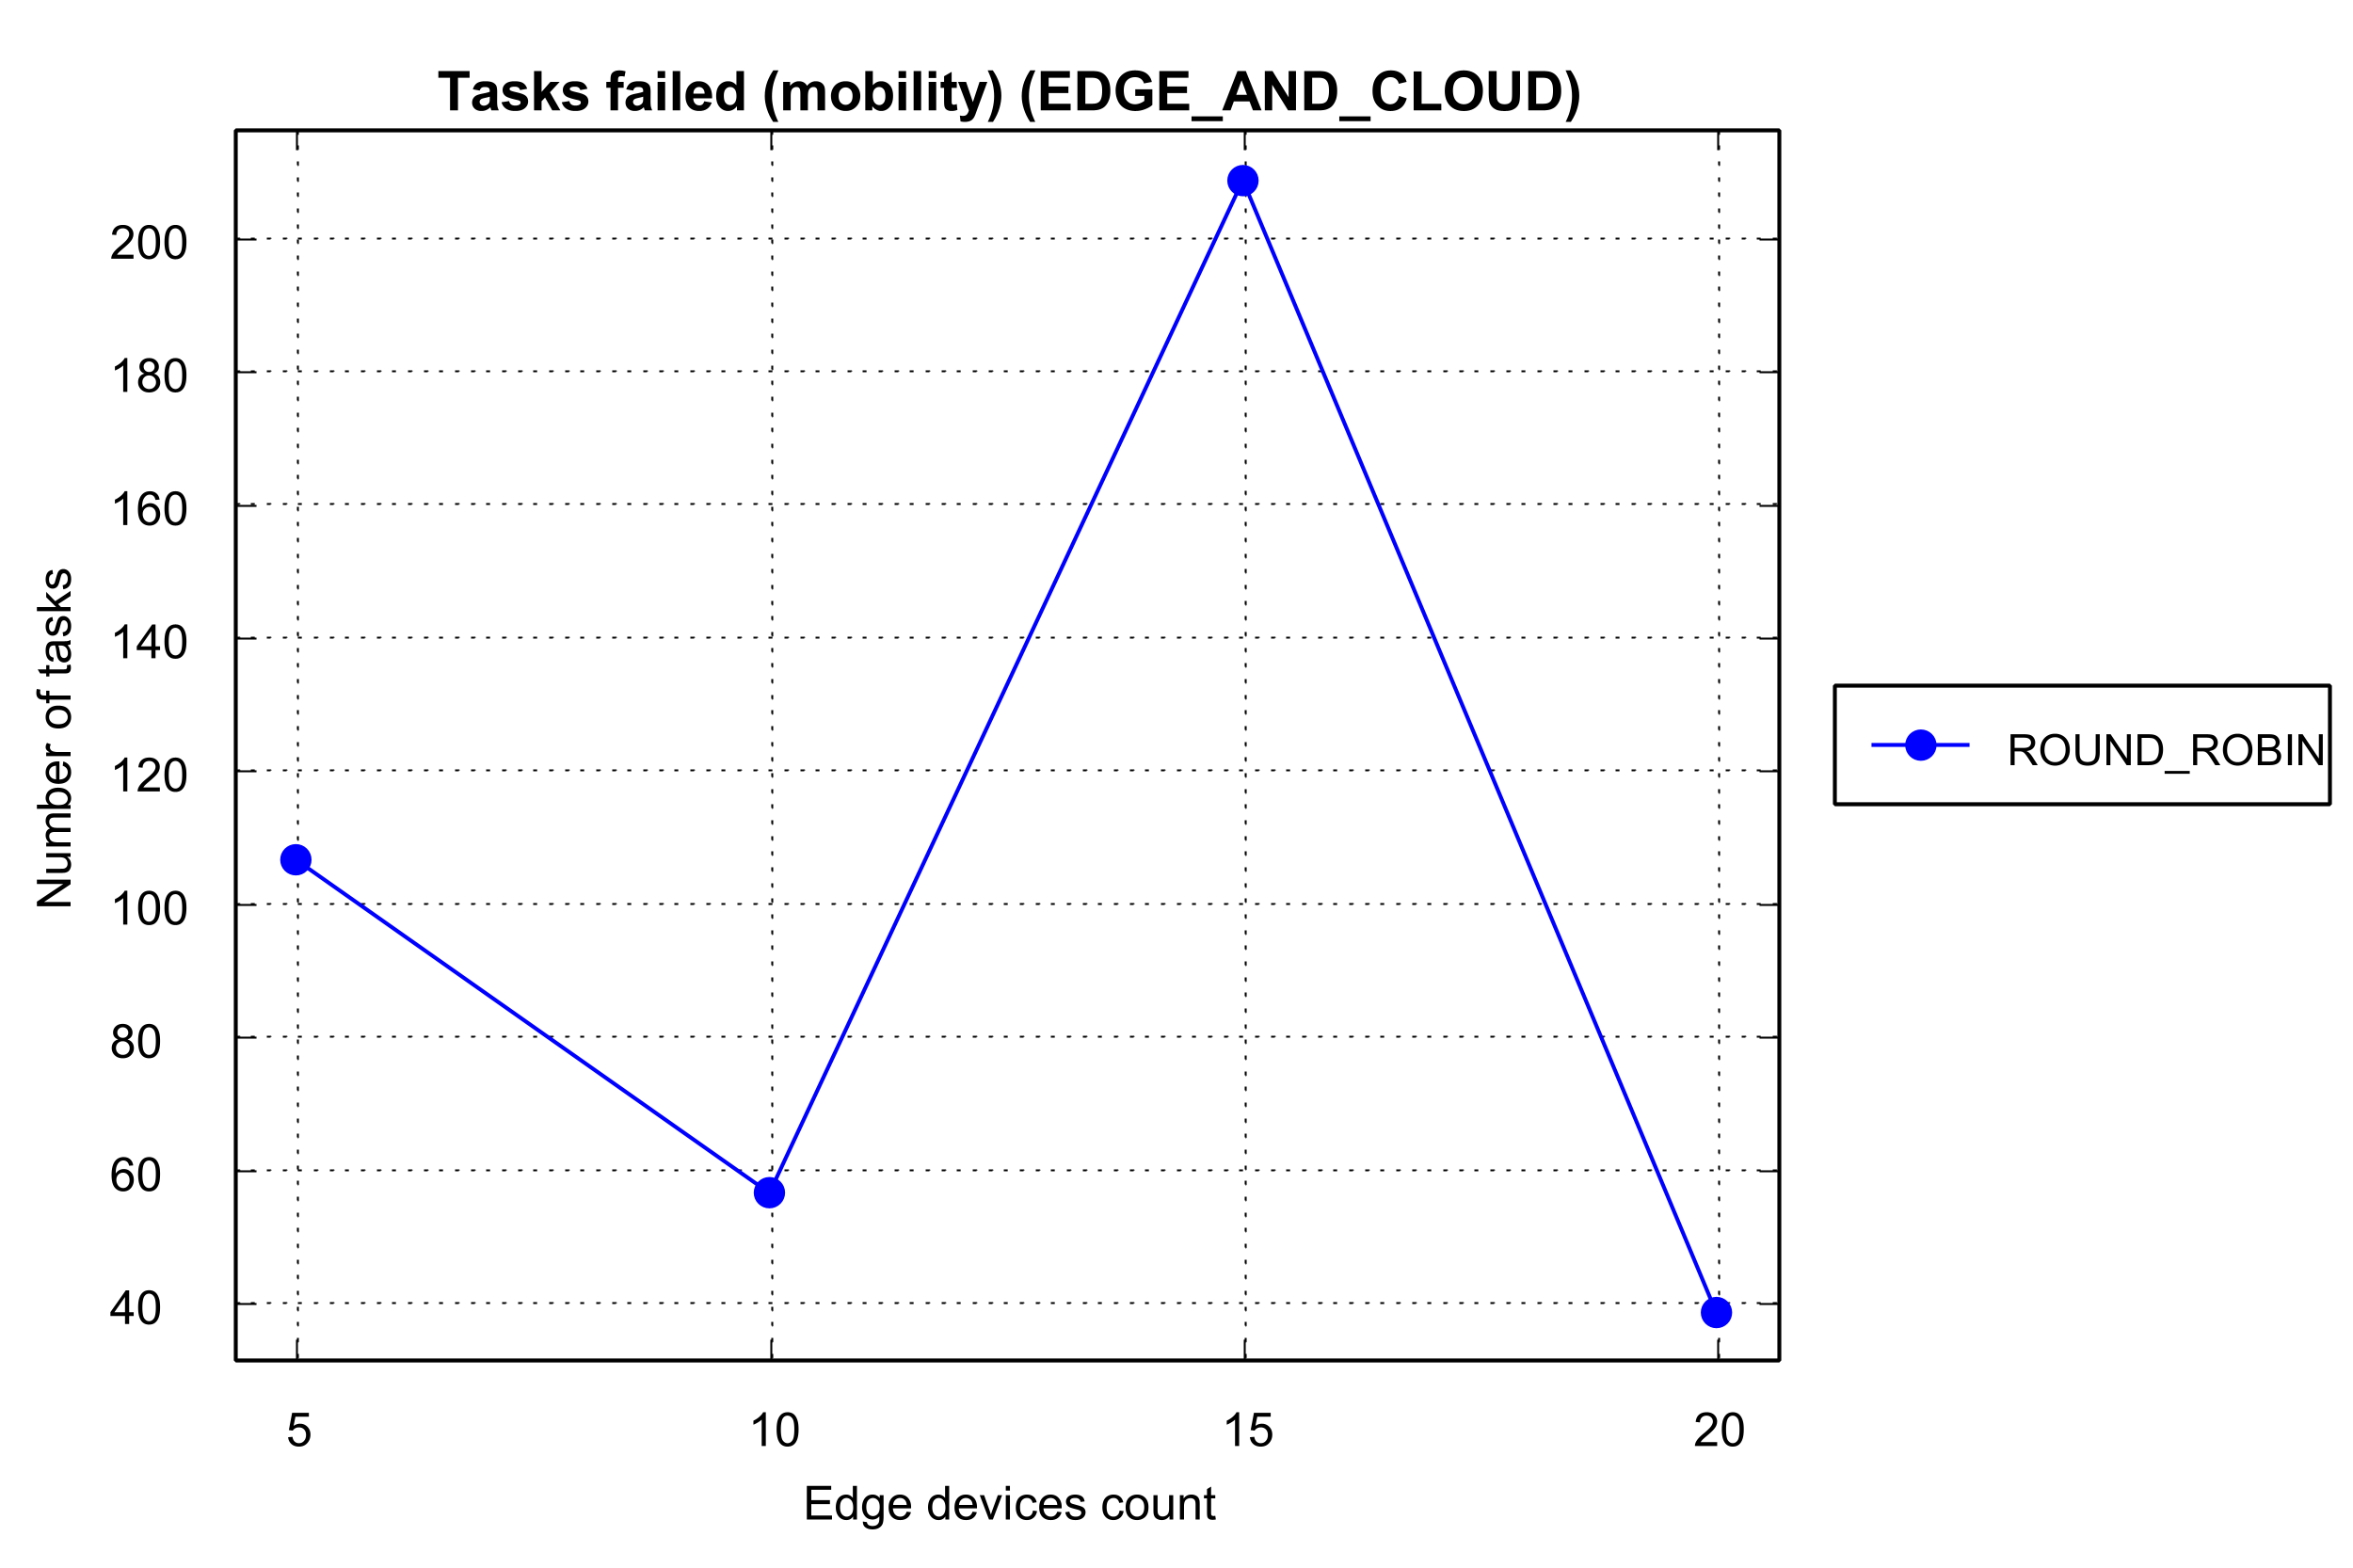 Tasks failed (mobility) (EDGE_AND_CLOUD)
200
180
160
140
120
100
80
60
40
Number of tasks
5 10 15 20
Edge devices count
ROUND_ROBIN